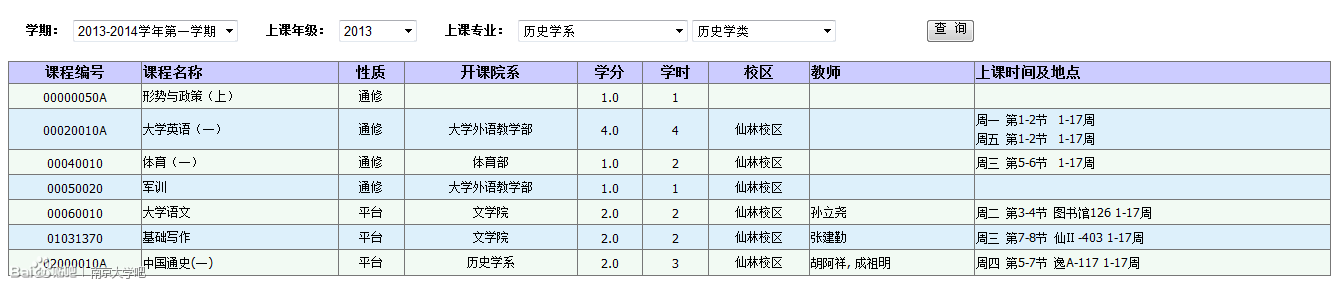 学期： 2013-2014学年第一学期 上课年级： 2013 上课专业： 历史学系 历史学类 查 询
课程编号 课程名称 性质 开课院系 学分 学时 校区 教师 上课时间及地点
00000050A 形势与政策（上） 通修 1.0 1
00020010A 大学英语（一） 通修 大学外语教学部 4.0 4 仙林校区 周一 第1-2节 1-17周
周五 第1-2节 1-17周
00040010 体育（一） 通修 体育部 1.0 2 仙林校区 周三 第5-6节 1-17周
00050020 军训 通修 大学外语教学部 1.0 1 仙林校区
00060010 大学语文 平台 文学院 2.0 2 仙林校区 孙立尧 周二 第3-4节 图书馆126 1-17周
01031370 基础写作 平台 文学院 2.0 2 仙林校区 张建勤 周三 第7-8节 仙II -403 1-17周
02000010A 中国通史(一) 平台 历史学系 2.0 3 仙林校区 胡阿祥, 成祖明 周四 第5-7节 逸A-117 1-17周
Bai 贴吧 | 南京大学吧